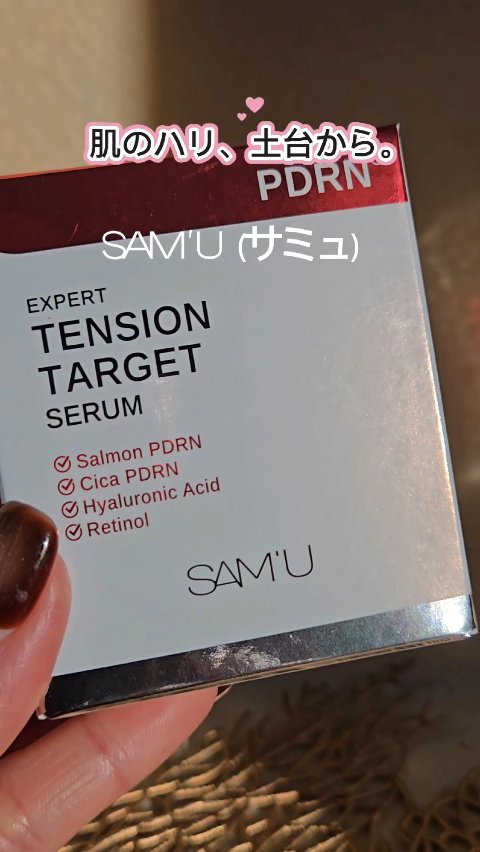 肌のハリ、土台から。
PDRN
SAM'U (サミュ)
EXPERT
TENSION
TARGET
SERUM
Salmon PDRN
Cica PDRN
Hyaluronic Acid
Retinol
SAM'U